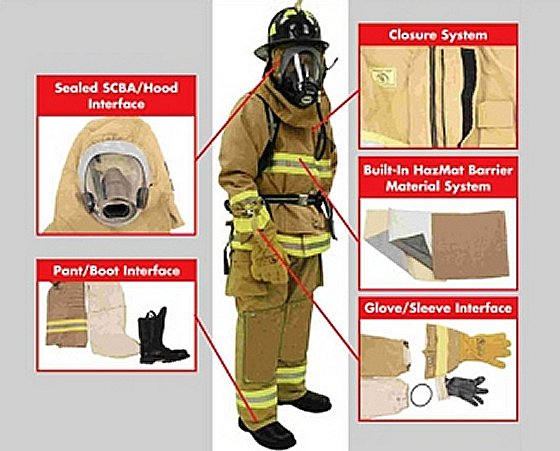 Sealed SCBA/Hood
Interface
Closure System
Built-In HazMat Barrier
Material System
Pant/Boot Interface
Glove/Sleeve Interface